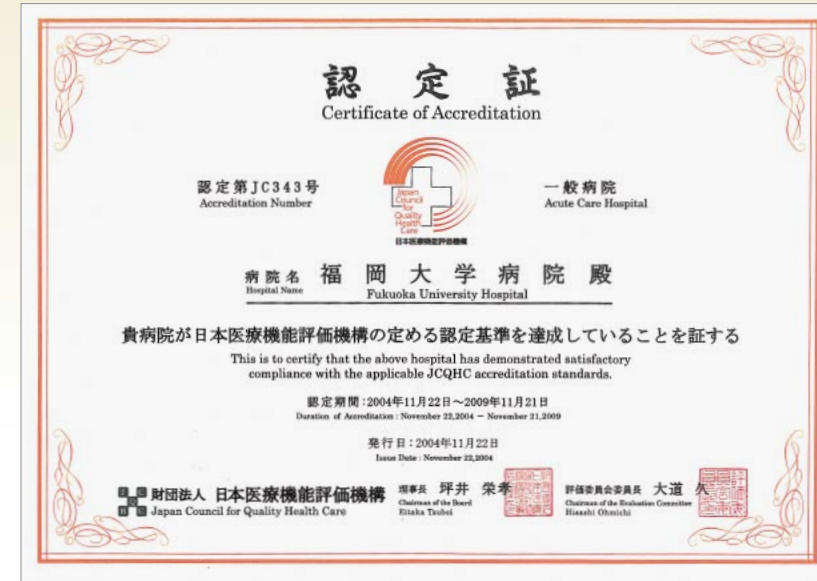 認定証
Certificate of Accreditation
認定第JC343号
Accreditation Number
Japan
Council
for
Quality
Health
Care
日本医療機能評価機構
一般病院
Acute Care Hospital
病院名 福岡大学病院殿
Hospital Name Fukuoka University Hospital
貴病院が日本医療機能評価機構の定める認定基準を達成していることを証する
This is to certify that the above hospital has demonstrated satisfactory
compliance with the applicable JCQHC accreditation standards.
認定期間:2004年11月22日~2009年11月21日
Duration of Accreditation : November 22,2004 － November 21,2009
発行日:2004年11月22日
Issue Date : November 22,2004
財団法人 日本医療機能評価機構
Japan Council for Quality Health Care
理事長 坪井 栄孝
Chairman of the Board
Eitaka Tsuboi
評価委員会委員長 大道 久
Chairman of the Evaluation Committee
Hisashi Ohmichi